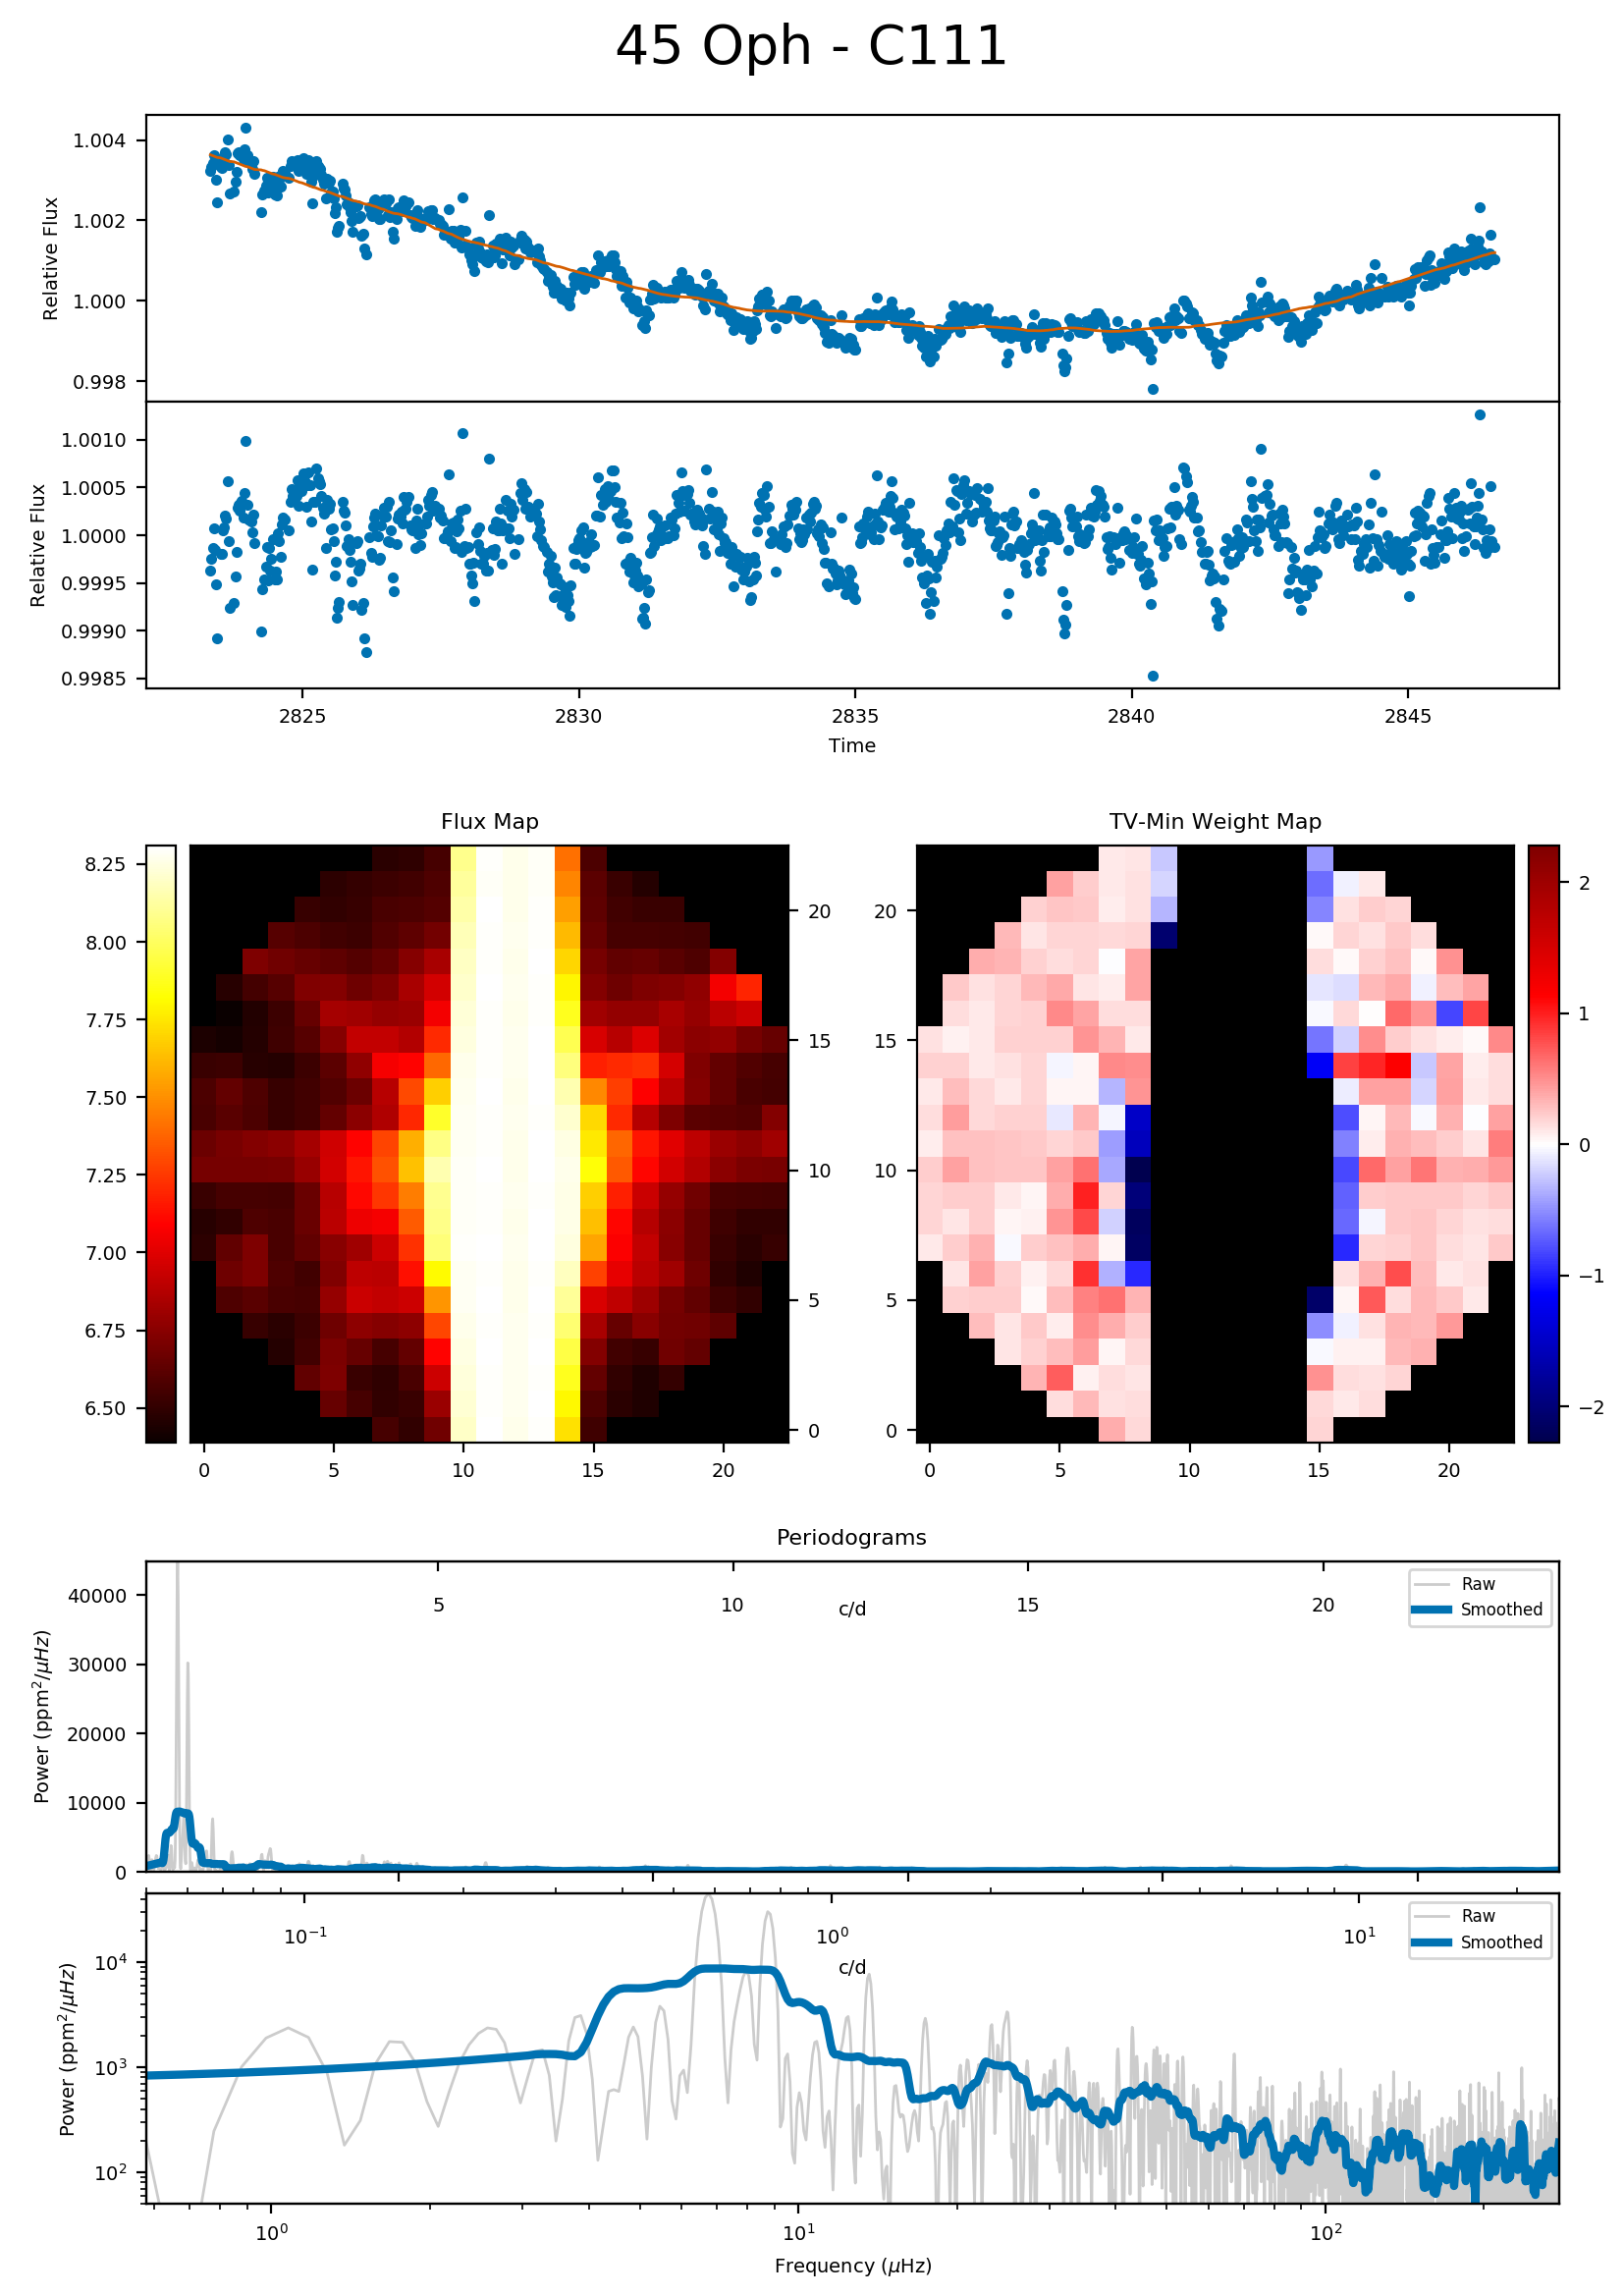 45 Oph - C111
1.004
1.002
1.000
0.998
Relative Flux
1.0010
1.0005
1.0000
0.9995
0.9990
0.9985
Relative Flux
2825 2830 2835 2840 2845
Time
Flux Map
8.25
8.00
7.75
7.50
7.25
7.00
6.75
6.50
20
15
10
5
0
0 5 10 15 20
TV-Min Weight Map
20
15
10
5
0
0 5 10 15 20
2
1
0
−1
−2
Periodograms
40000
30000
20000
10000
0
Power (ppm²/μHz)
5 10 15 20
c/d
Raw
Smoothed
10⁻¹ 10⁰ 10¹
c/d
Raw
Smoothed
10⁴
10³
10²
Power (ppm²/μHz)
10⁰ 10¹ 10²
Frequency (μHz)